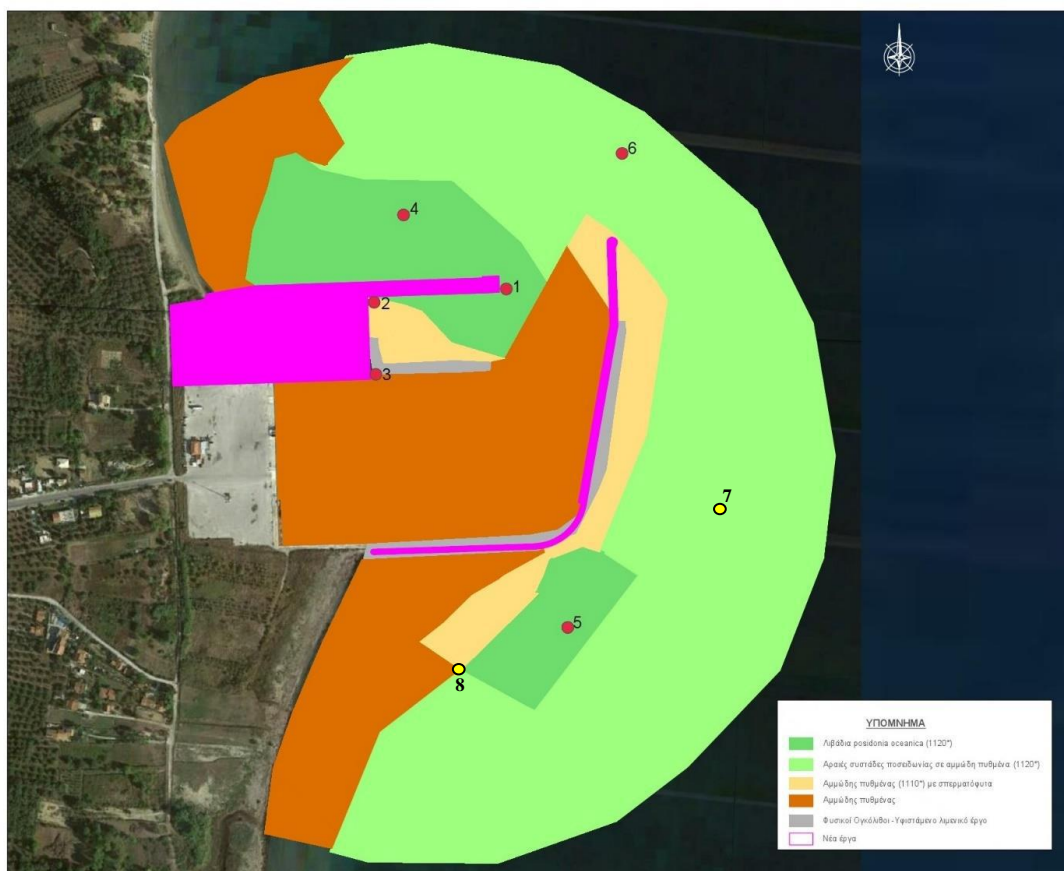 6
4
1
2
3
7
5
8
ΥΠΟΜΝΗΜΑ
Λιβάδια posidonia oceanica (1120*)
Αραιές συστάδες ποσειδωνίας σε αμμώδη πυθμένα (1120*)
Αμμώδης πυθμένας (1110*) με σπερματόφυτα
Αμμώδης πυθμένας
Φυσικοί Ογκόλιθοι -Υφιστάμενο λιμενικό έργο
Νέα έργα